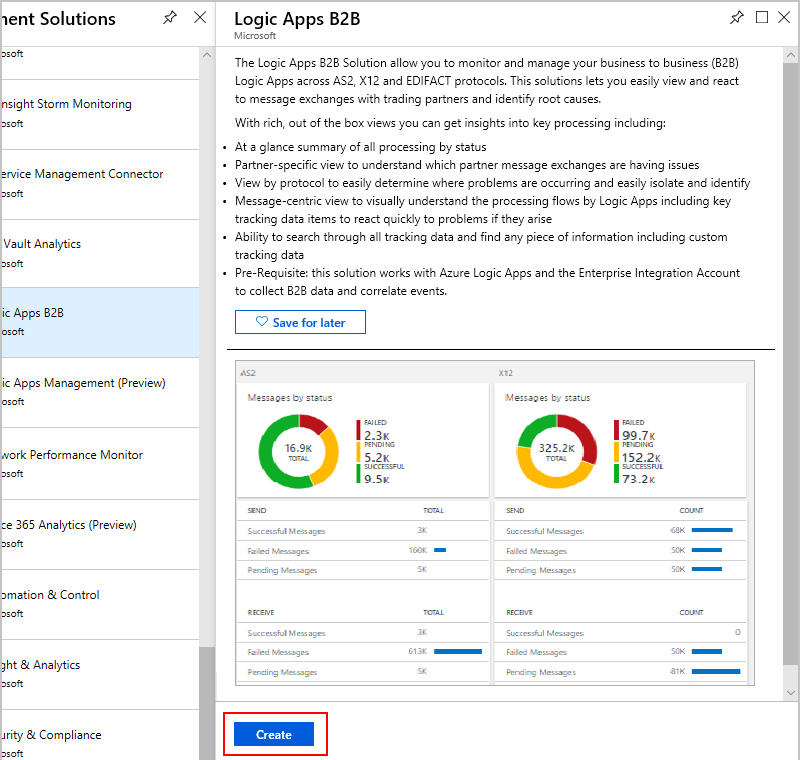 nent Solutions
osoft
nsight Storm Monitoring
osoft
ervice Management Connector
osoft
Vault Analytics
osoft
ic Apps B2B
osoft
ic Apps Management (Preview)
osoft
work Performance Monitor
osoft
ce 365 Analytics (Preview)
osoft
omation & Control
osoft
ght & Analytics
osoft
urity & Compliance
osoft
Logic Apps B2B
Microsoft
The Logic Apps B2B Solution allow you to monitor and manage your business to business (B2B)
Logic Apps across AS2, X12 and EDIFACT protocols. This solutions lets you easily view and react
to message exchanges with trading partners and identify root causes.
With rich, out of the box views you can get insights into key processing including:
• At a glance summary of all processing by status
• Partner-specific view to understand which partner message exchanges are having issues
• View by protocol to easily determine where problems are occurring and easily isolate and identify
• Message-centric view to visually understand the processing flows by Logic Apps including key
tracking data items to react quickly to problems if they arise
• Ability to search through all tracking data and find any piece of information including custom
tracking data
• Pre-Requisite: this solution works with Azure Logic Apps and the Enterprise Integration Account
to collect B2B data and correlate events.
Save for later
AS2
Messages by status
16.9K
TOTAL
FAILED
2.3K
PENDING
5.2K
SUCCESSFUL
9.5K
SEND TOTAL
Successful Messages 3K
Failed Messages 160K
Pending Messages 5K
RECEIVE TOTAL
Successful Messages 3K
Failed Messages 613K
Pending Messages 5K
X12
Messages by status
325.2K
TOTAL
FAILED
99.7K
PENDING
152.2K
SUCCESSFUL
73.2K
SEND COUNT
Successful Messages 68K
Failed Messages 50K
Pending Messages 50K
RECEIVE COUNT
Successful Messages 0
Failed Messages 50K
Pending Messages 81K
Create